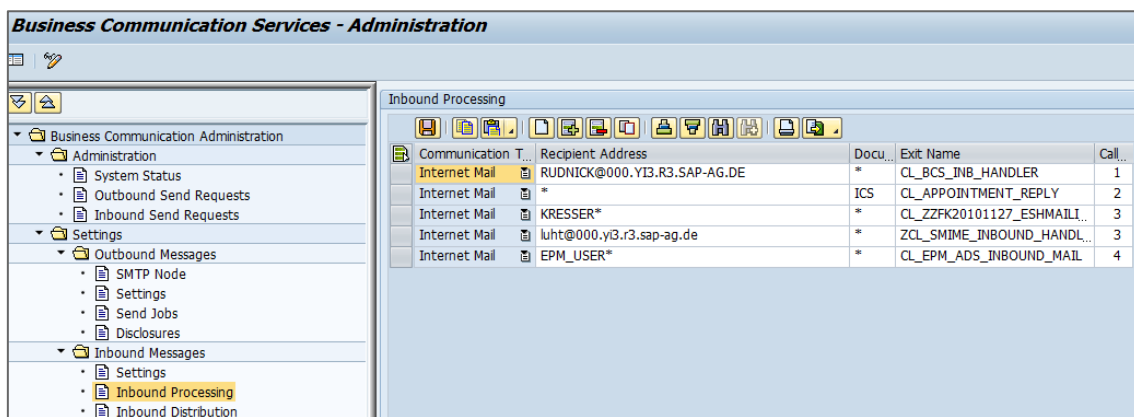 Business Communication Services - Administration
Business Communication Administration
Administration
System Status
Outbound Send Requests
Inbound Send Requests
Settings
Outbound Messages
SMTP Node
Settings
Send Jobs
Disclosures
Inbound Messages
Settings
Inbound Processing
Inbound Distribution
Inbound Processing
Communication T... Recipient Address Docu... Exit Name Call...
Internet Mail RUDNICK@000.YI3.R3.SAP-AG.DE * CL_BCS_INB_HANDLER 1
Internet Mail * ICS CL_APPOINTMENT_REPLY 2
Internet Mail KRESSER* * CL_ZZFK20101127_ESHMAILI... 3
Internet Mail luht@000.yi3.r3.sap-ag.de * ZCL_SMIME_INBOUND_HANDL... 3
Internet Mail EPM_USER* * CL_EPM_ADS_INBOUND_MAIL 4